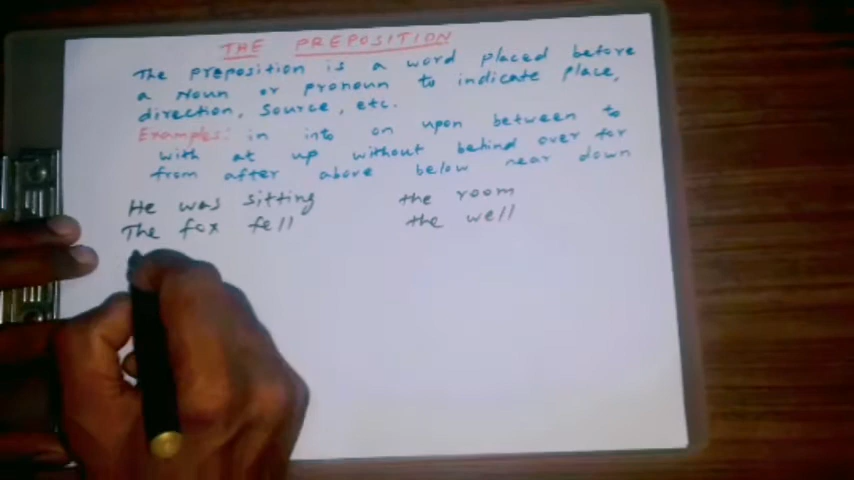 THE PREPOSITION
The preposition is a word placed before
a Noun or pronoun to indicate place,
direction, source, etc.
Examples: in into on upon between to
with at up without behind over for
from after above below near down
He was sitting the room
The fox fell the well